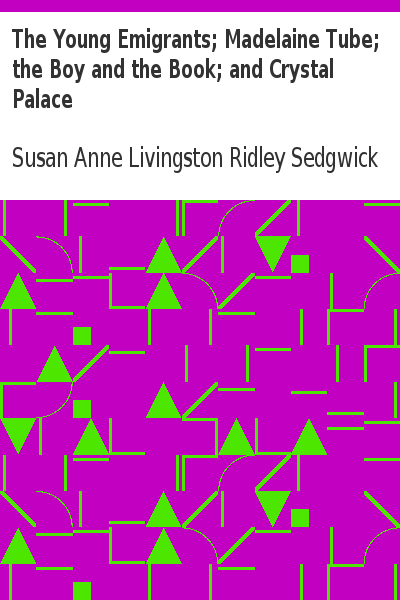 The Young Emigrants; Madelaine Tube;
the Boy and the Book; and Crystal
Palace
Susan Anne Livingston Ridley Sedgwick